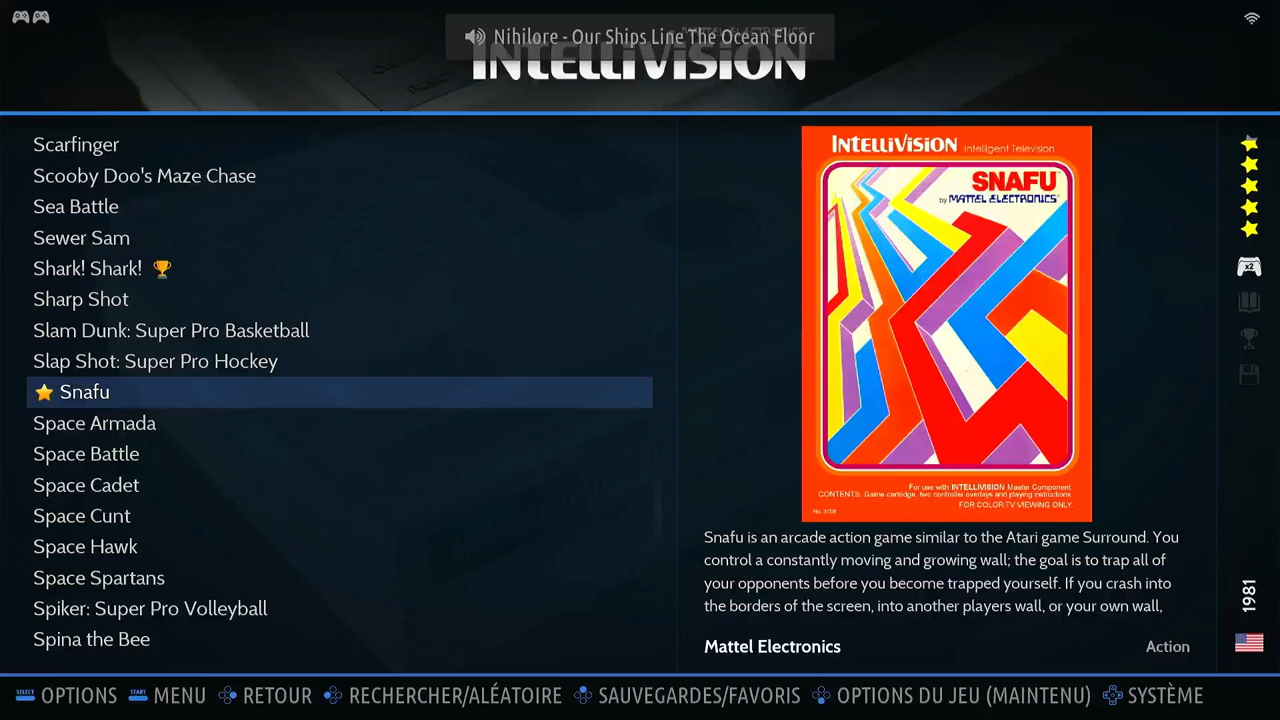 Nihilore - Our Ships Line The Ocean Floor
INTELLIVISION
Scarfinger
Scooby Doo's Maze Chase
Sea Battle
Sewer Sam
Shark! Shark!
Sharp Shot
Slam Dunk: Super Pro Basketball
Slap Shot: Super Pro Hockey
Snafu
Space Armada
Space Battle
Space Cadet
Space Cunt
Space Hawk
Space Spartans
Spiker: Super Pro Volleyball
Spina the Bee
INTELLIVISION Intelligent Television
SNAFU
by MATTEL ELECTRONICS
For use with INTELLIVISION Master Component.
CONTENTS: Game cartridge, two controller overlays and playing instructions.
FOR COLOR TV VIEWING ONLY.
No. 3758
Snafu is an arcade action game similar to the Atari game Surround. You
control a constantly moving and growing wall; the goal is to trap all of
your opponents before you become trapped yourself. If you crash into
the borders of the screen, into another players wall, or your own wall,
Mattel Electronics
Action
x2
1981
SELECT OPTIONS START MENU RETOUR RECHERCHER/ALÉATOIRE SAUVEGARDES/FAVORIS OPTIONS DU JEU (MAINTENU) SYSTÈME